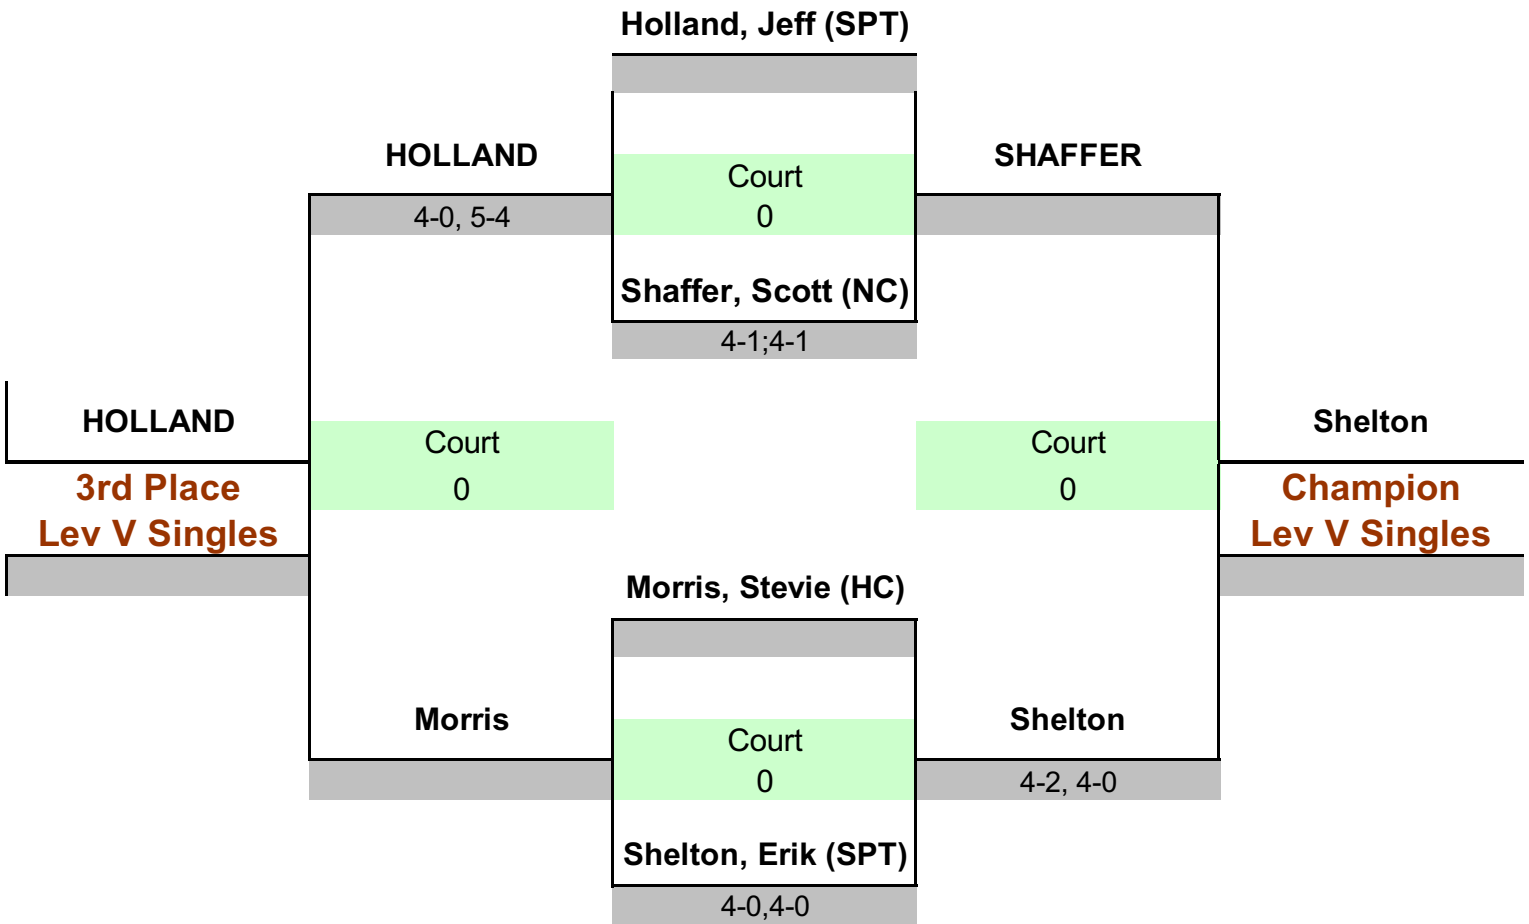 Holland, Jeff (SPT)
HOLLAND
SHAFFER
Court
0
4-0, 5-4
Shaffer, Scott (NC)
4-1;4-1
HOLLAND
Shelton
Court
0
Court
0
3rd Place
Lev V Singles
Champion
Lev V Singles
Morris, Stevie (HC)
Morris
Shelton
Court
0
4-2, 4-0
Shelton, Erik (SPT)
4-0,4-0